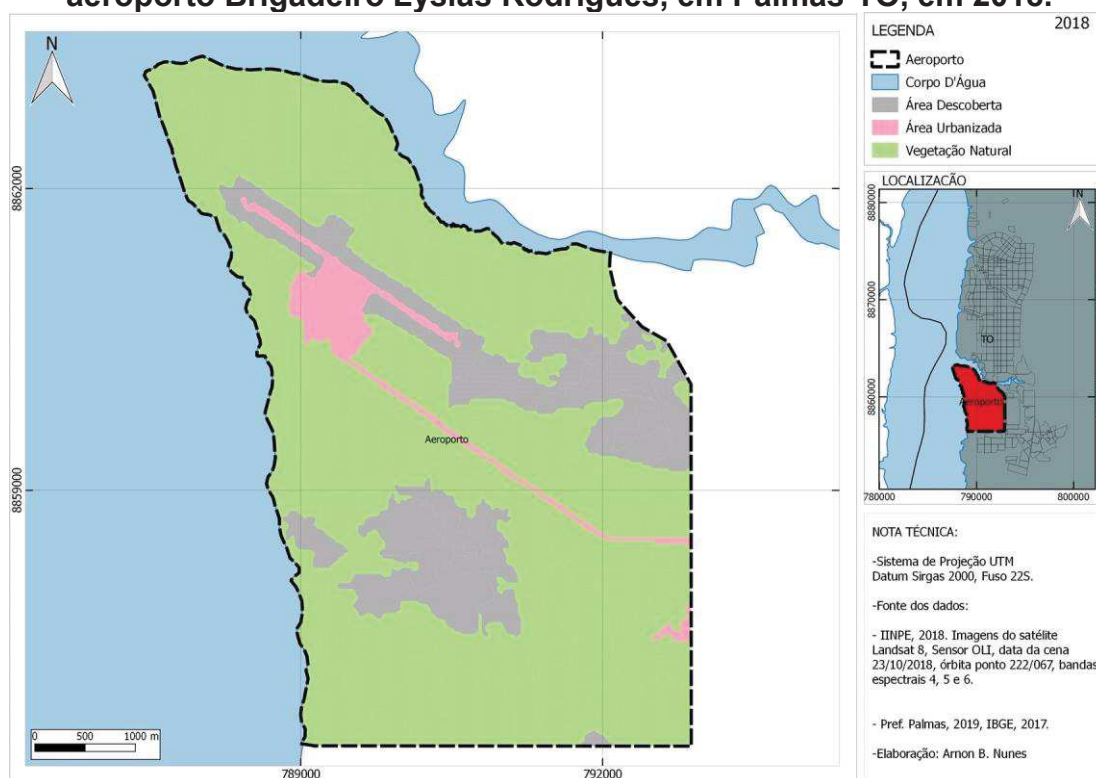 aeroporto Brigadeiro Lysias Rodrigues, em Palmas-TO, em 2018.
N
8862000
8859000
Aeroporto
0 500 1000 m
789000 792000
LEGENDA 2018
Aeroporto
Corpo D'Água
Área Descoberta
Área Urbanizada
Vegetação Natural
LOCALIZACÃO
8880000
8870000
8860000
TO
Aeroporto
780000 790000 800000
NOTA TÉCNICA:
-Sistema de Projeção UTM
Datum Sirgas 2000, Fuso 22S.
-Fonte dos dados:
- IINPE, 2018. Imagens do satélite
Landsat 8, Sensor OLI, data da cena
23/10/2018, órbita ponto 222/067, bandas
espectrais 4, 5 e 6.
- Pref. Palmas, 2019, IBGE, 2017.
-Elaboração: Arnon B. Nunes